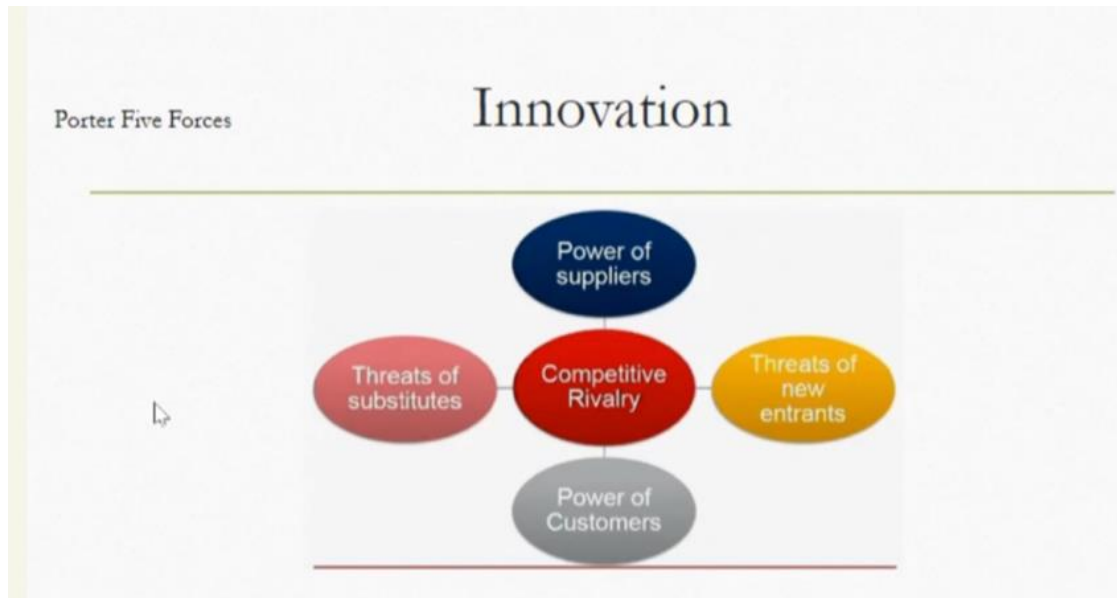 Porter Five Forces
Innovation
Power of
suppliers
Threats of
substitutes
Competitive
Rivalry
Threats of
new
entrants
Power of
Customers